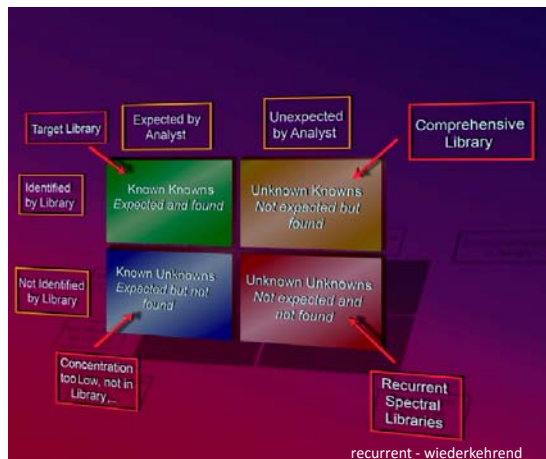 Target Library
Expected by
Analyst
Unexpected
by Analyst
Comprehensive
Library
Identified
by Library
Known Knowns
Expected and found
Unknown Knowns
Not expected but
found
Not Identified
by Library
Known Unknowns
Expected but not
found
Unknown Unknowns
Not expected and
not found
Concentration
too Low, not in
Library,...
Recurrent
Spectral
Libraries
recurrent - wiederkehrend